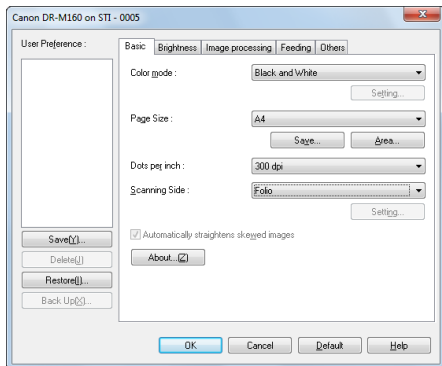 Canon DR-M160 on STI - 0005
User Preference :
Basic Brightness Image processing Feeding Others
Color mode : Black and White
Setting...
Page Size : A4
Save... Area...
Dots per inch : 300 dpi
Scanning Side : Folio
Setting...
Automatically straightens skewed images
About...(Z)
Save(Y)...
Delete(J)
Restore(I)...
Back Up(X)...
OK Cancel Default Help